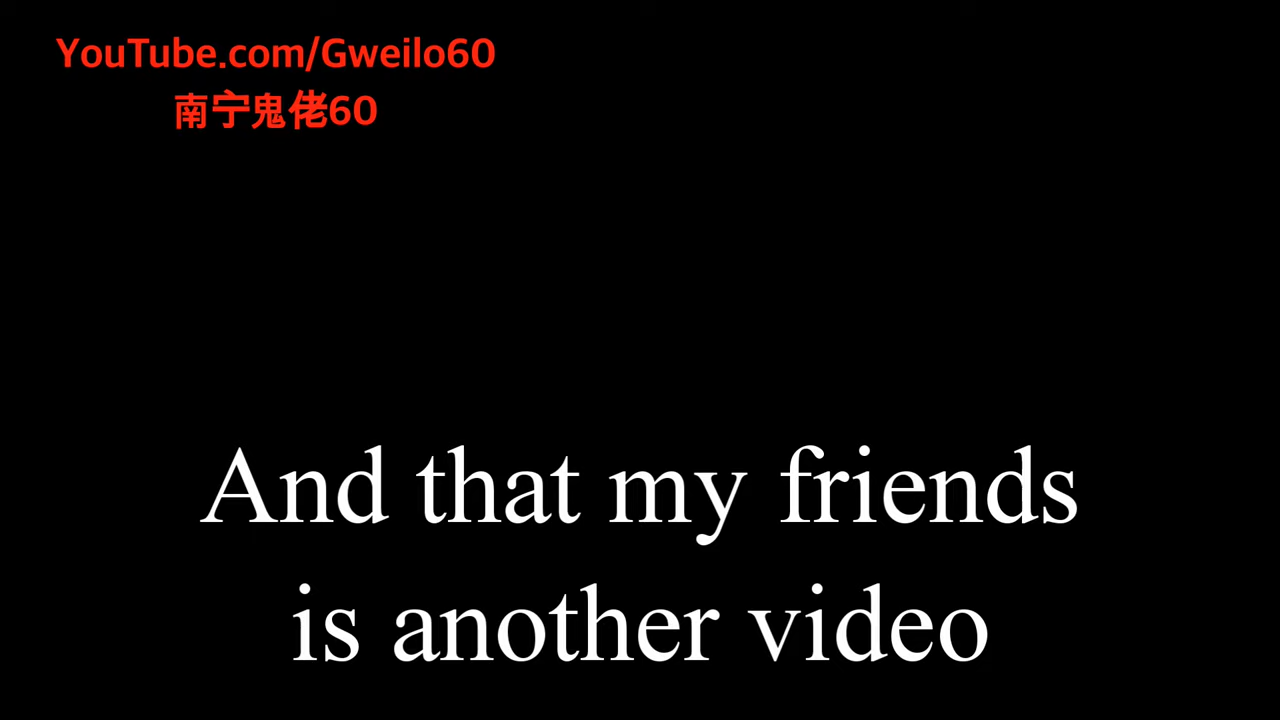 YouTube.com/Gweilo60
南宁鬼佬60
And that my friends
is another video